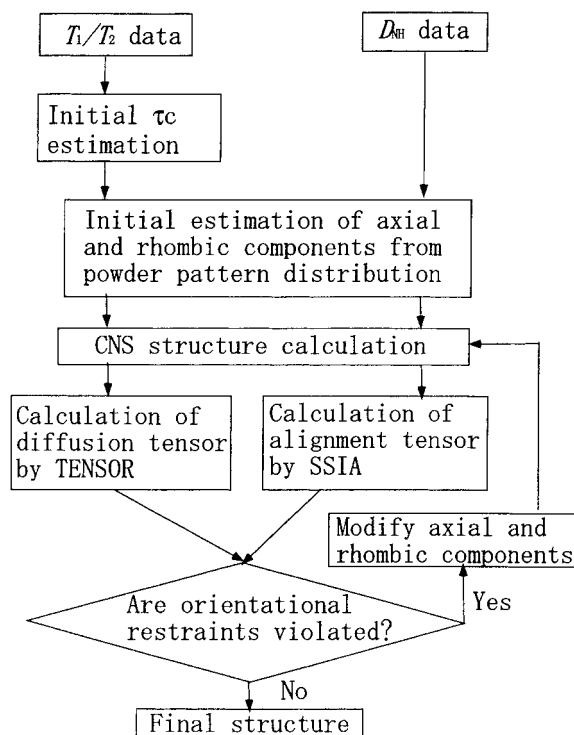 T1/T2 data
DNH data
Initial τc
estimation
Initial estimation of axial
and rhombic components from
powder pattern distribution
CNS structure calculation
Calculation of
diffusion tensor
by TENSOR
Calculation of
alignment tensor
by SSIA
Modify axial and
rhombic components
Are orientational
restraints violated?
Yes
No
Final structure